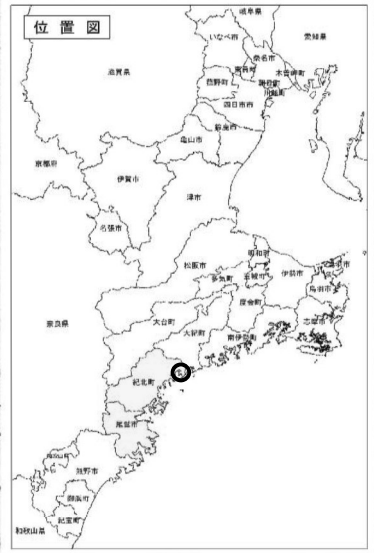 位置図
岐阜県
愛知県
いなべ市
桑名市
東員町
木曽岬町
朝日町
川越町
滋賀県
菰野町
四日市市
鈴鹿市
亀山市
京都府
伊賀市
津市
名張市
松阪市
明和町
多気町
玉城町
伊勢市
鳥羽市
度会町
志摩市
大台町
大紀町
南伊勢町
奈良県
紀北町
尾鷲市
熊野市
御浜町
紀宝町
和歌山県